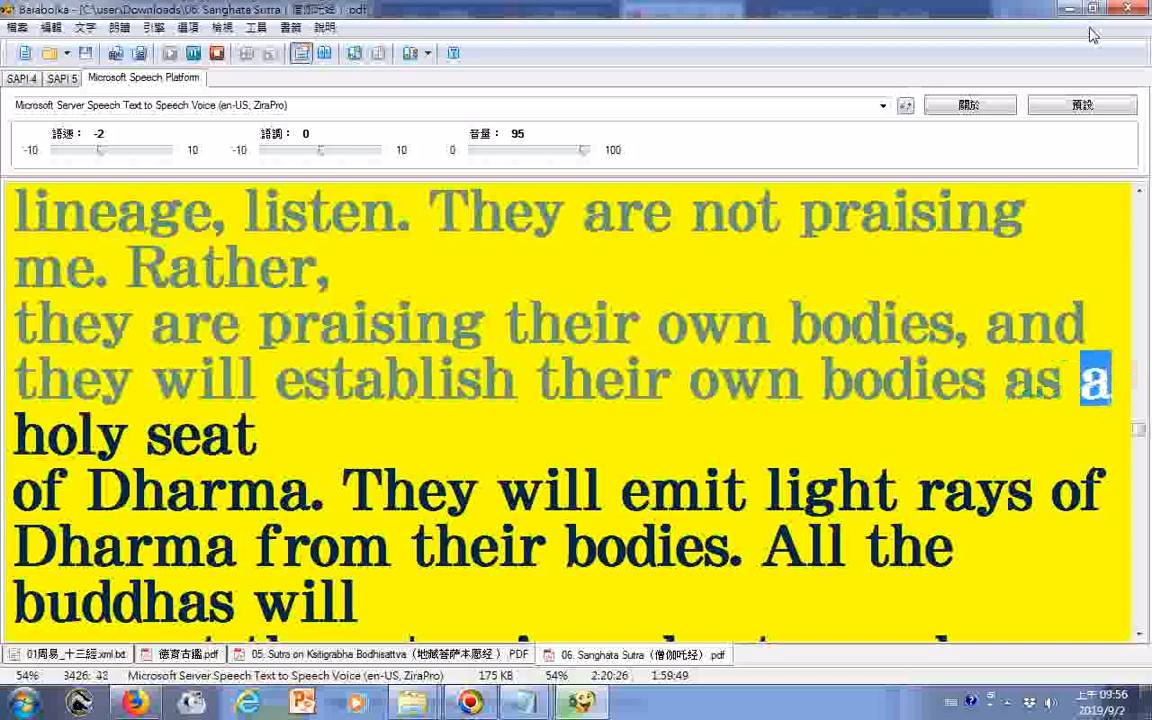 Balabolka - [C:\user\Downloads\06. Sanghata Sutra ( 僧伽吒经 ) .pdf
檔案 編輯 文字 朗讀 引擎 選項 檢視 工具 書籤 說明
SAPI 4 SAPI 5 Microsoft Speech Platform
Microsoft Server Speech Text to Speech Voice (en-US, ZiraPro) 關於 預設
語速： -2 語調： 0 音量： 95
-10 10 -10 10 0 100
lineage, listen. They are not praising
me. Rather,
they are praising their own bodies, and
they will establish their own bodies as a
holy seat
of Dharma. They will emit light rays of
Dharma from their bodies. All the
buddhas will
01周易_十三經.xml.txt 德育古鑑.pdf 05. Sutra on Ksitigrabha Bodhisattva（地藏菩萨本愿经 ）.PDF 06. Sanghata Sutra（僧伽吒经）.pdf
54% Microsoft Server Speech Text to Speech Voice (en-US, ZiraPro) 175 KB 54% 2:20:26 1:59:49
上午 09:56
2019/9/2